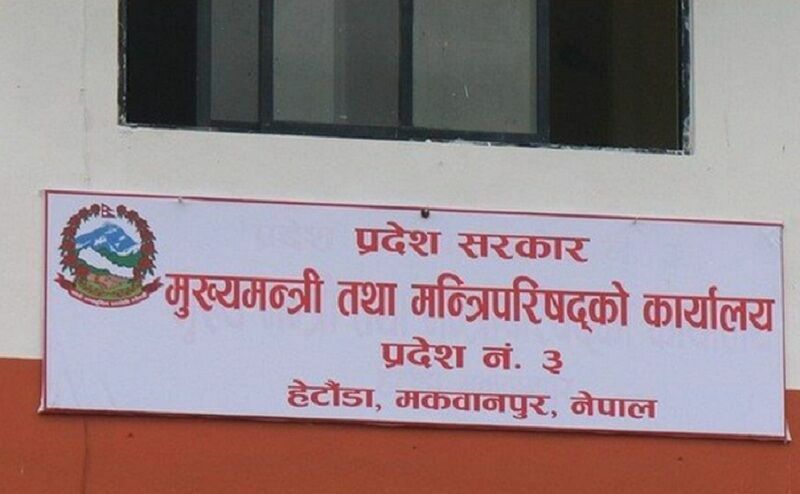 प्रदेश सरकार
मुख्यमन्त्री तथा मन्त्रिपरिषद्को कार्यालय
प्रदेश नं. ३
हेटौंडा, मकवानपुर, नेपाल